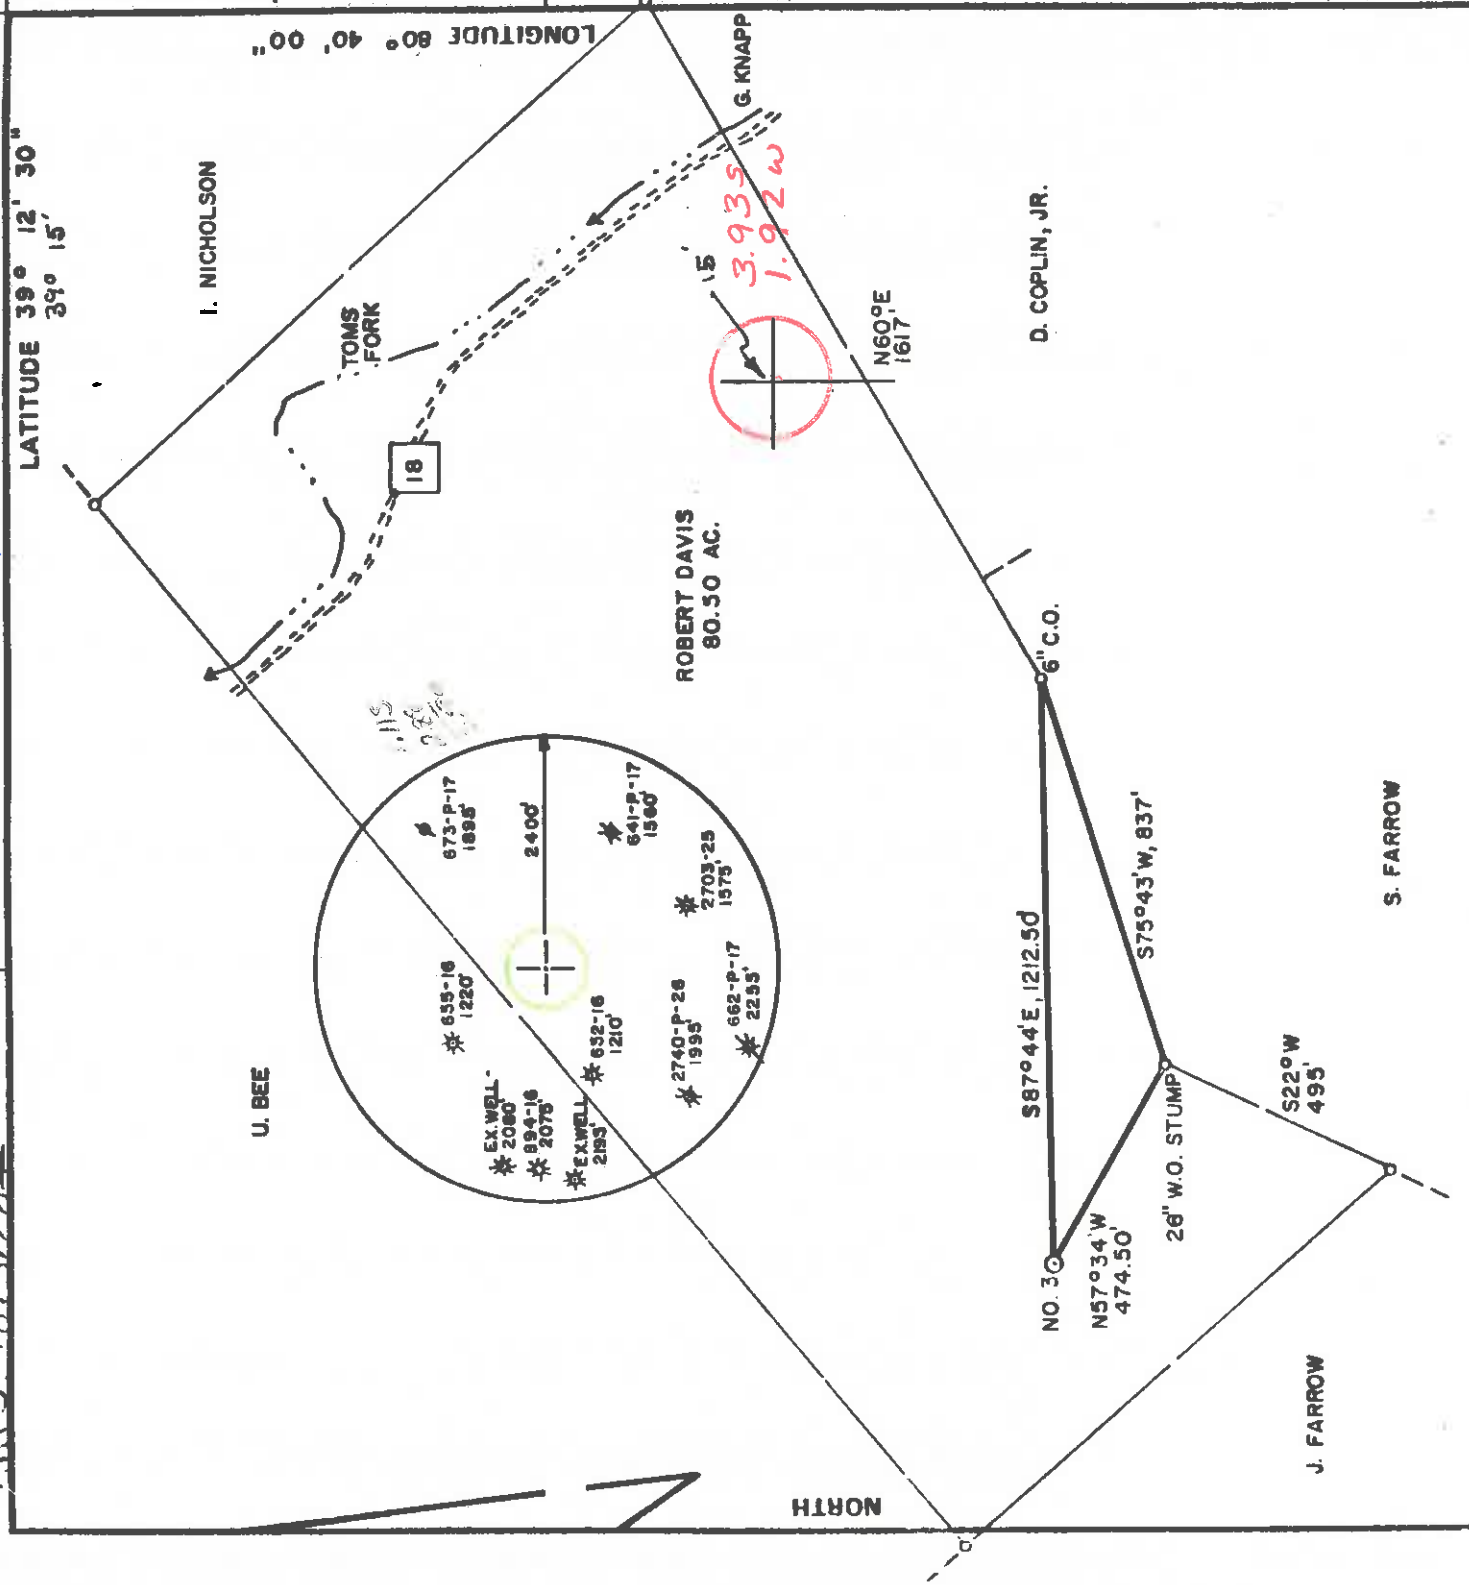 LATITUDE 39° 12' 30"
39° 15'
LONGITUDE 80° 40' 00"
I. NICHOLSON
TOMS
FORK
G. KNAPP
18
3.93 S
1.92 W
15
N60°E
1617'
D. COPLIN, JR.
ROBERT DAVIS
80.50 AC.
6" C.O.
U. BEE
673-P-17
1895'
2400'
641-P-17
1560'
2703-25
1575'
655-16
1220'
632-16
1210'
662-P-17
2255'
2740-P-26
1995'
EX.WELL
2080'
894-16
2075'
EX.WELL
2195'
S87°44'E, 1212.50
S75°43'W, 837'
S. FARROW
NO. 3
N57°34'W
474.50'
26" W.O. STUMP
S22°W
495'
J. FARROW
NORTH